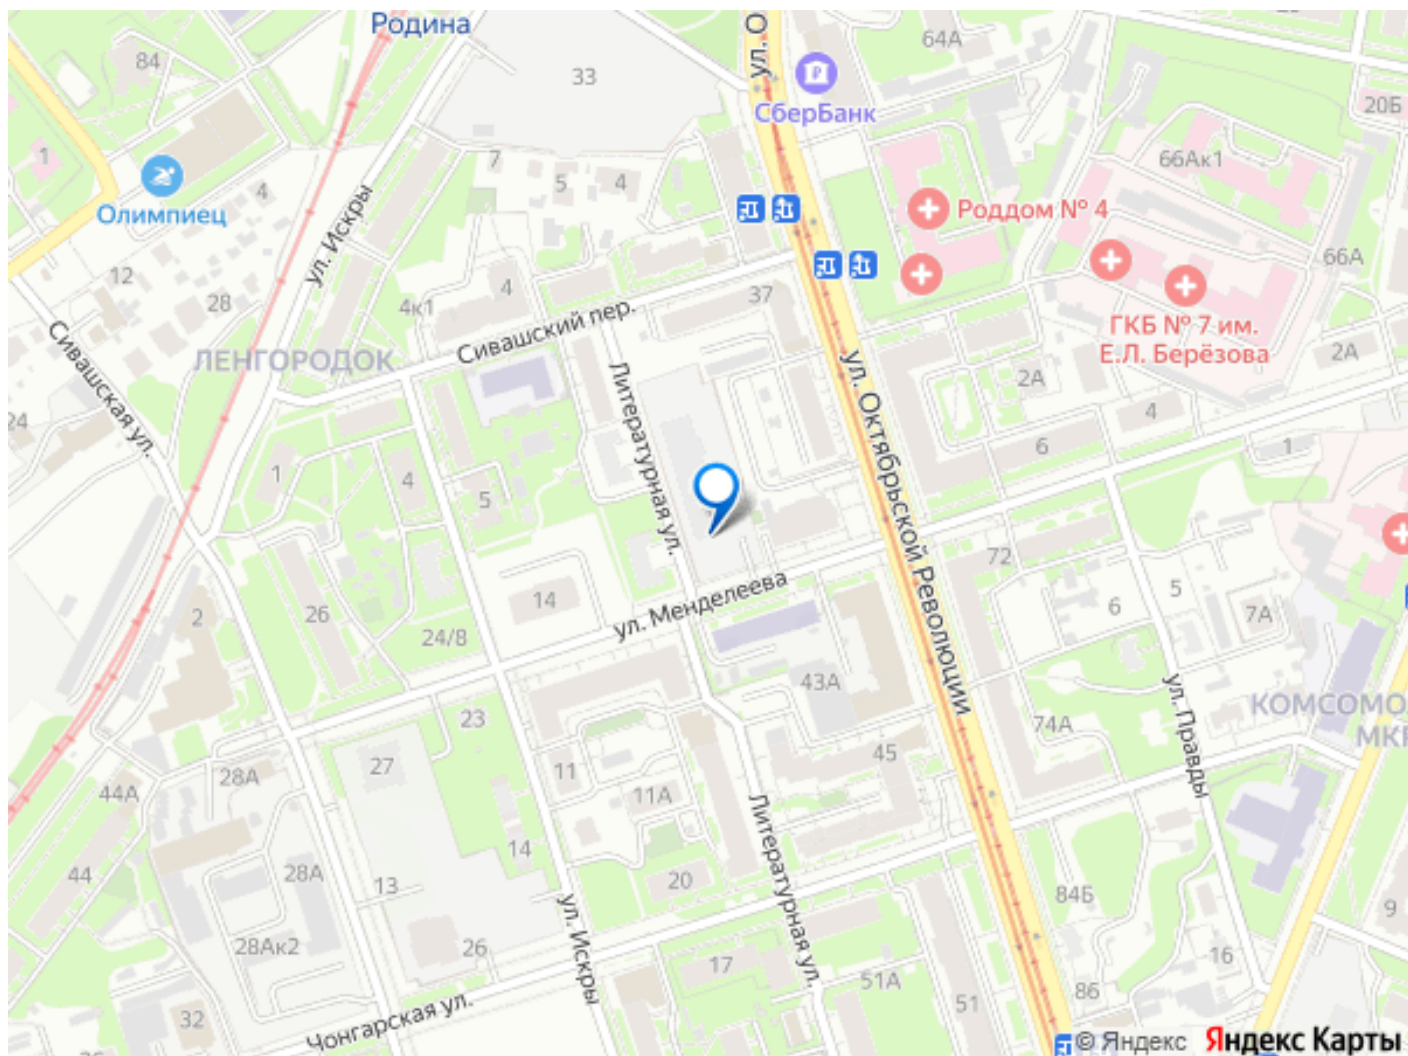 Родина
ул. О
64А
84
33
СберБанк
20Б
1
7
5
4
66Ак1
4
Олимпиец
ул. Искры
Роддом № 4
12
28
66А
4к1
4
37
ГКБ № 7 им.
Е.Л. Берёзова
Сивашский пер.
ЛЕНГОРОДОК
Сивашская ул.
2А
2А
4
24
6
1
Литературная ул.
ул. Октябрьской Революции
1
4
5
72
5
6
7А
14
26
2
24/8
ул. Менделеева
43А
ул. Правды
КОМСОМО
МКР
74А
23
45
27
28А
11
11А
44А
Литературная ул.
14
44
28А
13
20
84Б
9
ул. Искры
28Ак2
26
17
16
51А
51
86
32
Чонгарская ул.
© Яндекс Яндекс Карты